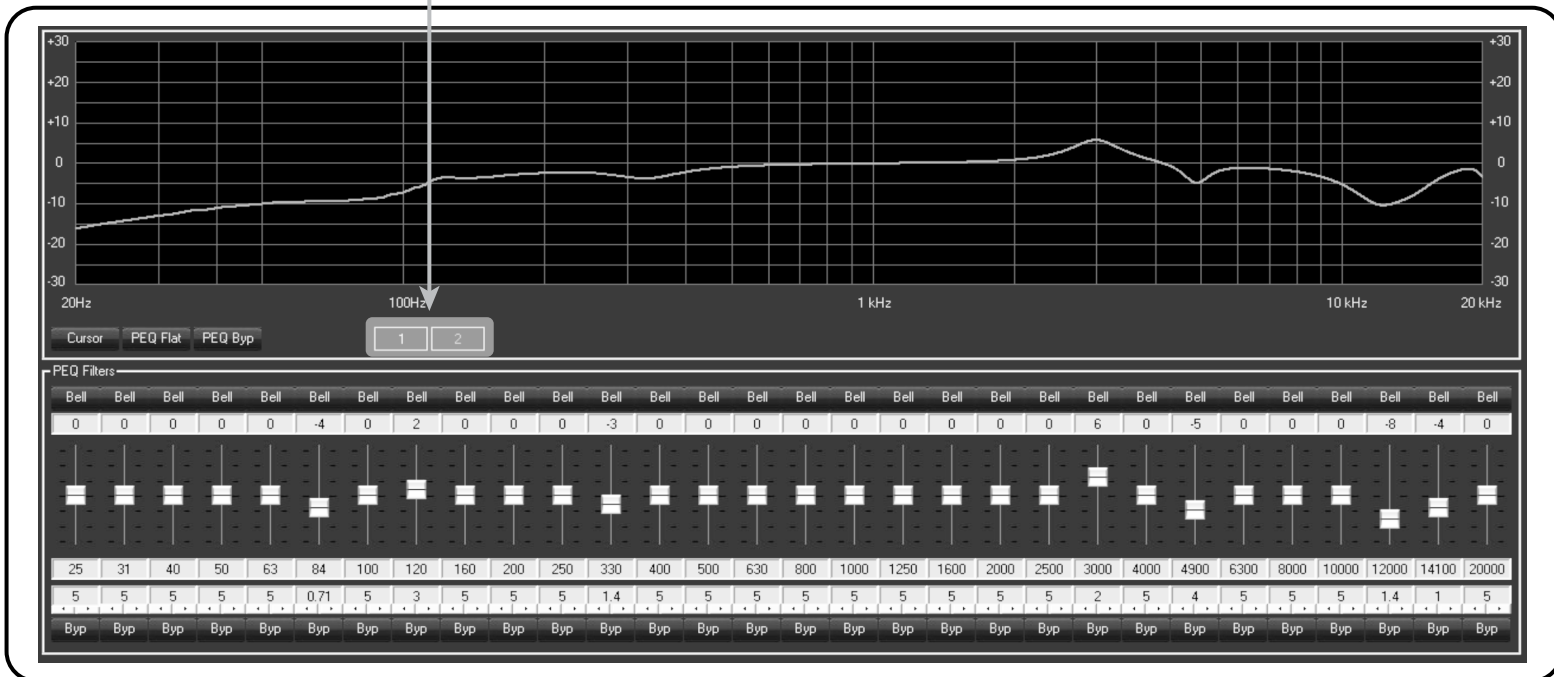 +30 +30
+20 +20
+10 +10
0 0
-10 -10
-20 -20
-30 -30
20Hz 100Hz 1 kHz 10 kHz 20 kHz
Cursor PEQ Flat PEQ Byp 1 2
PEQ Filters
Bell Bell Bell Bell Bell Bell Bell Bell Bell Bell Bell Bell Bell Bell Bell Bell Bell Bell Bell Bell Bell Bell Bell Bell Bell Bell Bell Bell Bell Bell
0 0 0 0 0 -4 0 2 0 0 0 -3 0 0 0 0 0 0 0 0 0 6 0 -5 0 0 0 -8 -4 0
25 31 40 50 63 84 100 120 160 200 250 330 400 500 630 800 1000 1250 1600 2000 2500 3000 4000 4900 6300 8000 10000 12000 14100 20000
5 5 5 5 5 0.71 5 3 5 5 5 1.4 5 5 5 5 5 5 5 5 5 2 5 4 5 5 5 1.4 1 5
Byp Byp Byp Byp Byp Byp Byp Byp Byp Byp Byp Byp Byp Byp Byp Byp Byp Byp Byp Byp Byp Byp Byp Byp Byp Byp Byp Byp Byp Byp